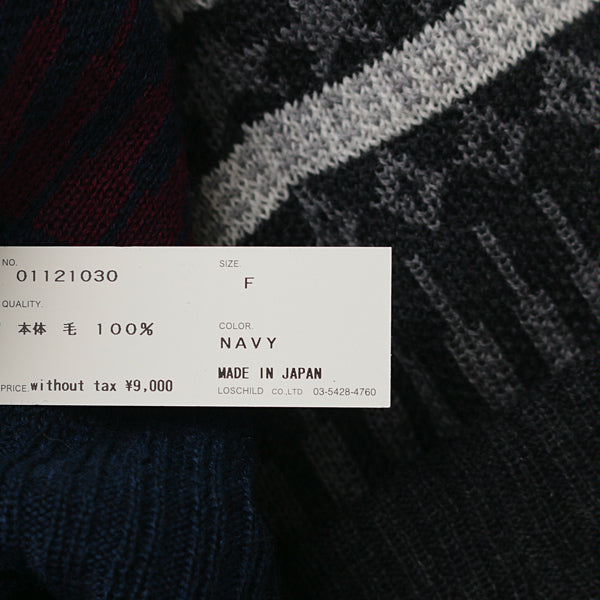 NO.
01121030
SIZE.
F
QUALITY.
本体 毛 100%
COLOR.
NAVY
MADE IN JAPAN
PRICE. without tax ¥9,000
LOSCHILD CO.,LTD 03-5428-4760